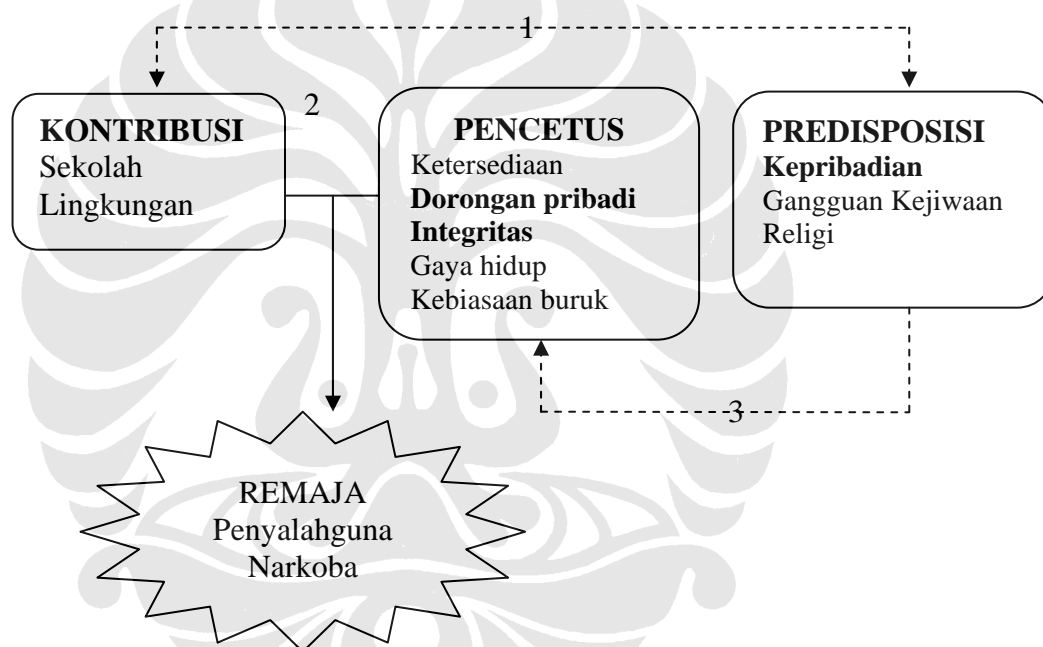 1
2
KONTRIBUSI
Sekolah
Lingkungan
PENCETUS
Ketersediaan
Dorongan pribadi
Integritas
Gaya hidup
Kebiasaan buruk
PREDISPOSISI
Kepribadian
Gangguan Kejiwaan
Religi
3
REMAJA
Penyalahguna
Narkoba